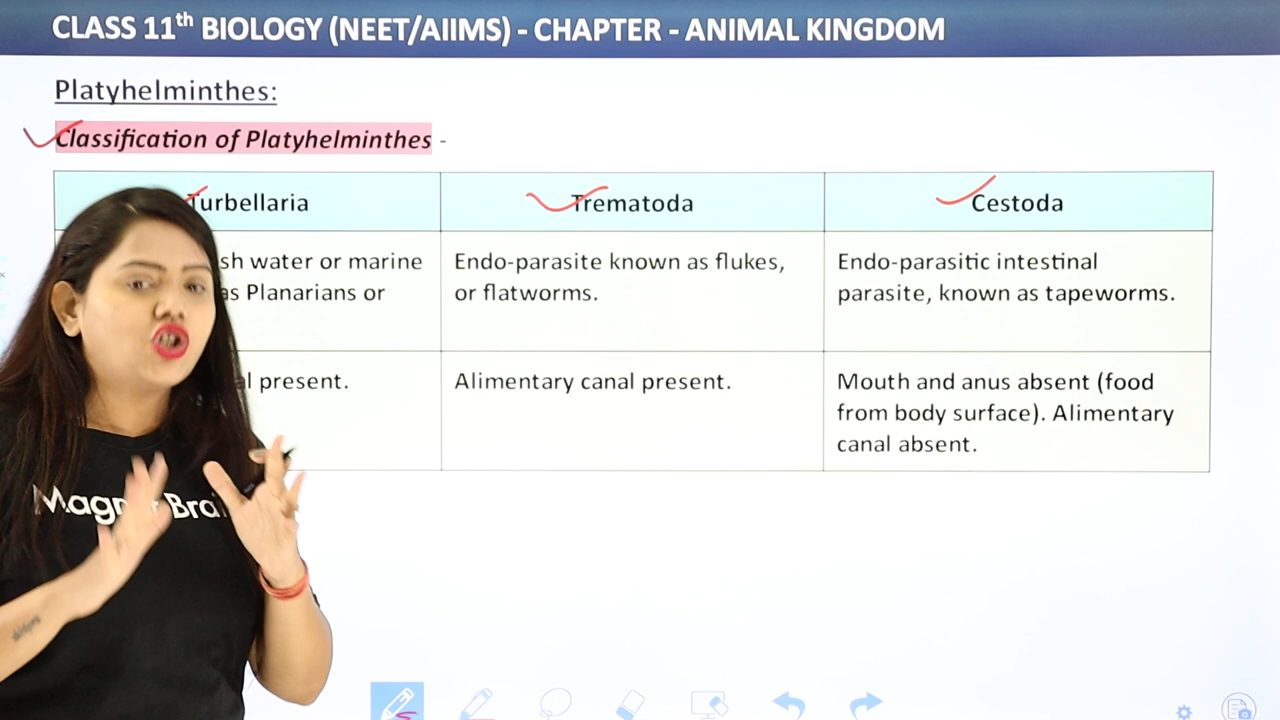 CLASS 11th BIOLOGY (NEET/AIIMS) - CHAPTER - ANIMAL KINGDOM
Platyhelminthes:
Classification of Platyhelminthes -
Turbellaria
water or marine
Planarians or
present.
Trematoda
Endo-parasite known as flukes,
or flatworms.
Alimentary canal present.
Cestoda
Endo-parasitic intestinal
parasite, known as tapeworms.
Mouth and anus absent (food
from body surface). Alimentary
canal absent.